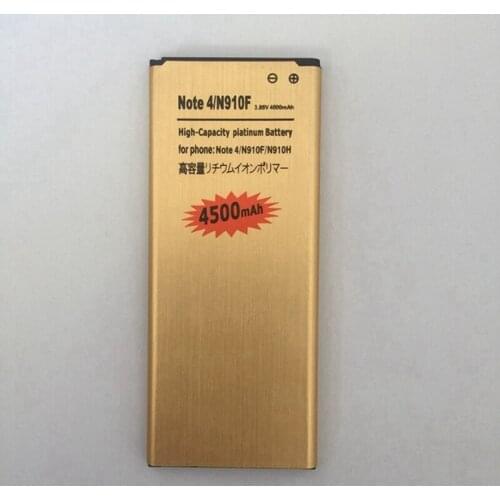 ⊖ ⊕
Note 4/N910F 3.85V 4500mAh
High-Capacity platinum Battery
for phone: Note 4/N910F/N910H
高容量リチウムイオンポリマー
4500mAh